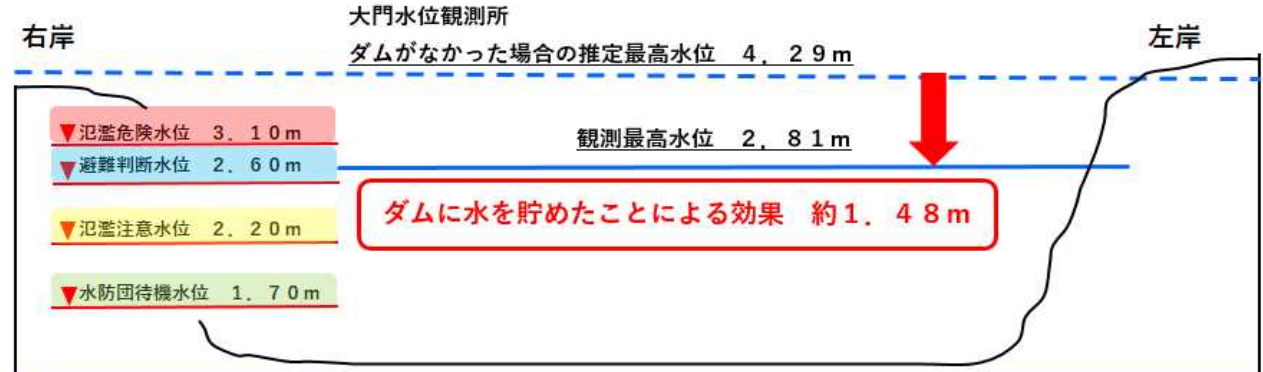 大門水位観測所
右岸
左岸
ダムがなかった場合の推定最高水位　４．２９ｍ
▼氾濫危険水位　３．１０ｍ
観測最高水位　２．８１ｍ
▼避難判断水位　２．６０ｍ
ダムに水を貯めたことによる効果　約１．４８ｍ
▼氾濫注意水位　２．２０ｍ
▼水防団待機水位　１．７０ｍ